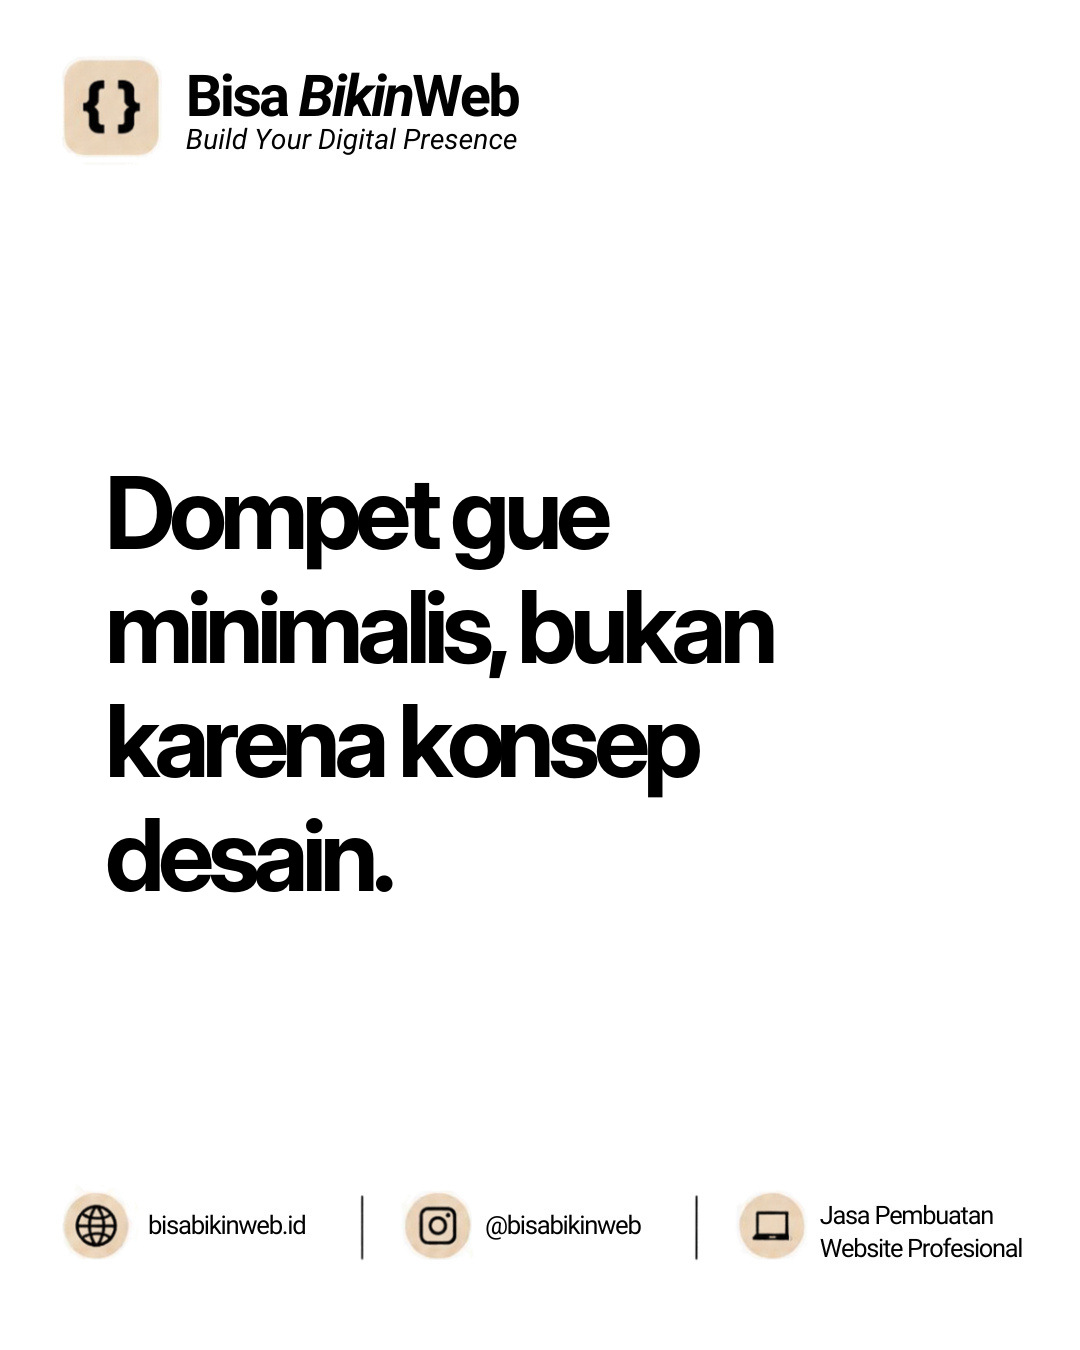 { }
Bisa BikinWeb
Build Your Digital Presence
Dompet gue
minimalis, bukan
karena konsep
desain.
bisabikinweb.id
@bisabikinweb
Jasa Pembuatan
Website Profesional